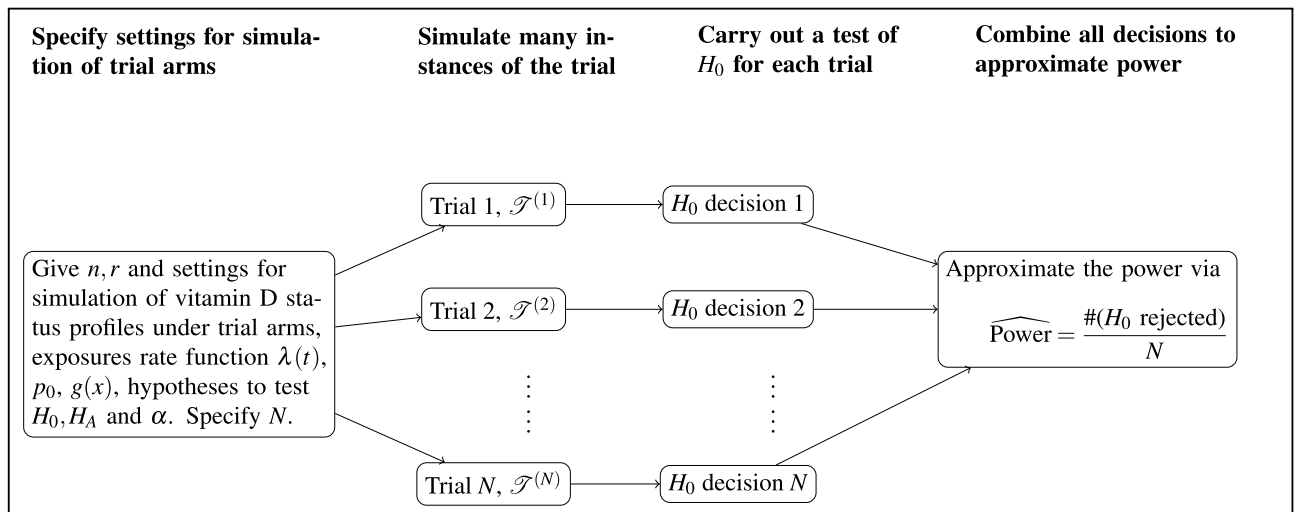 Specify settings for simula-
tion of trial arms
Simulate many in-
stances of the trial
Carry out a test of
H₀ for each trial
Combine all decisions to
approximate power
Give n, r and settings for
simulation of vitamin D sta-
tus profiles under trial arms,
exposures rate function λ(t),
p₀, g(x), hypotheses to test
H₀, H_A and α. Specify N.
Trial 1, 𝒯⁽¹⁾
H₀ decision 1
Trial 2, 𝒯⁽²⁾
H₀ decision 2
Trial N, 𝒯⁽ᴺ⁾
H₀ decision N
Approximate the power via
\widehat{Power} = #(H₀ rejected) / N